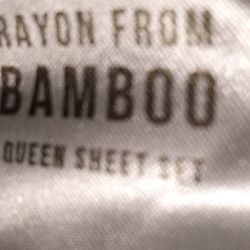 RAYON FROM
BAMBOO
QUEEN SHEET SET